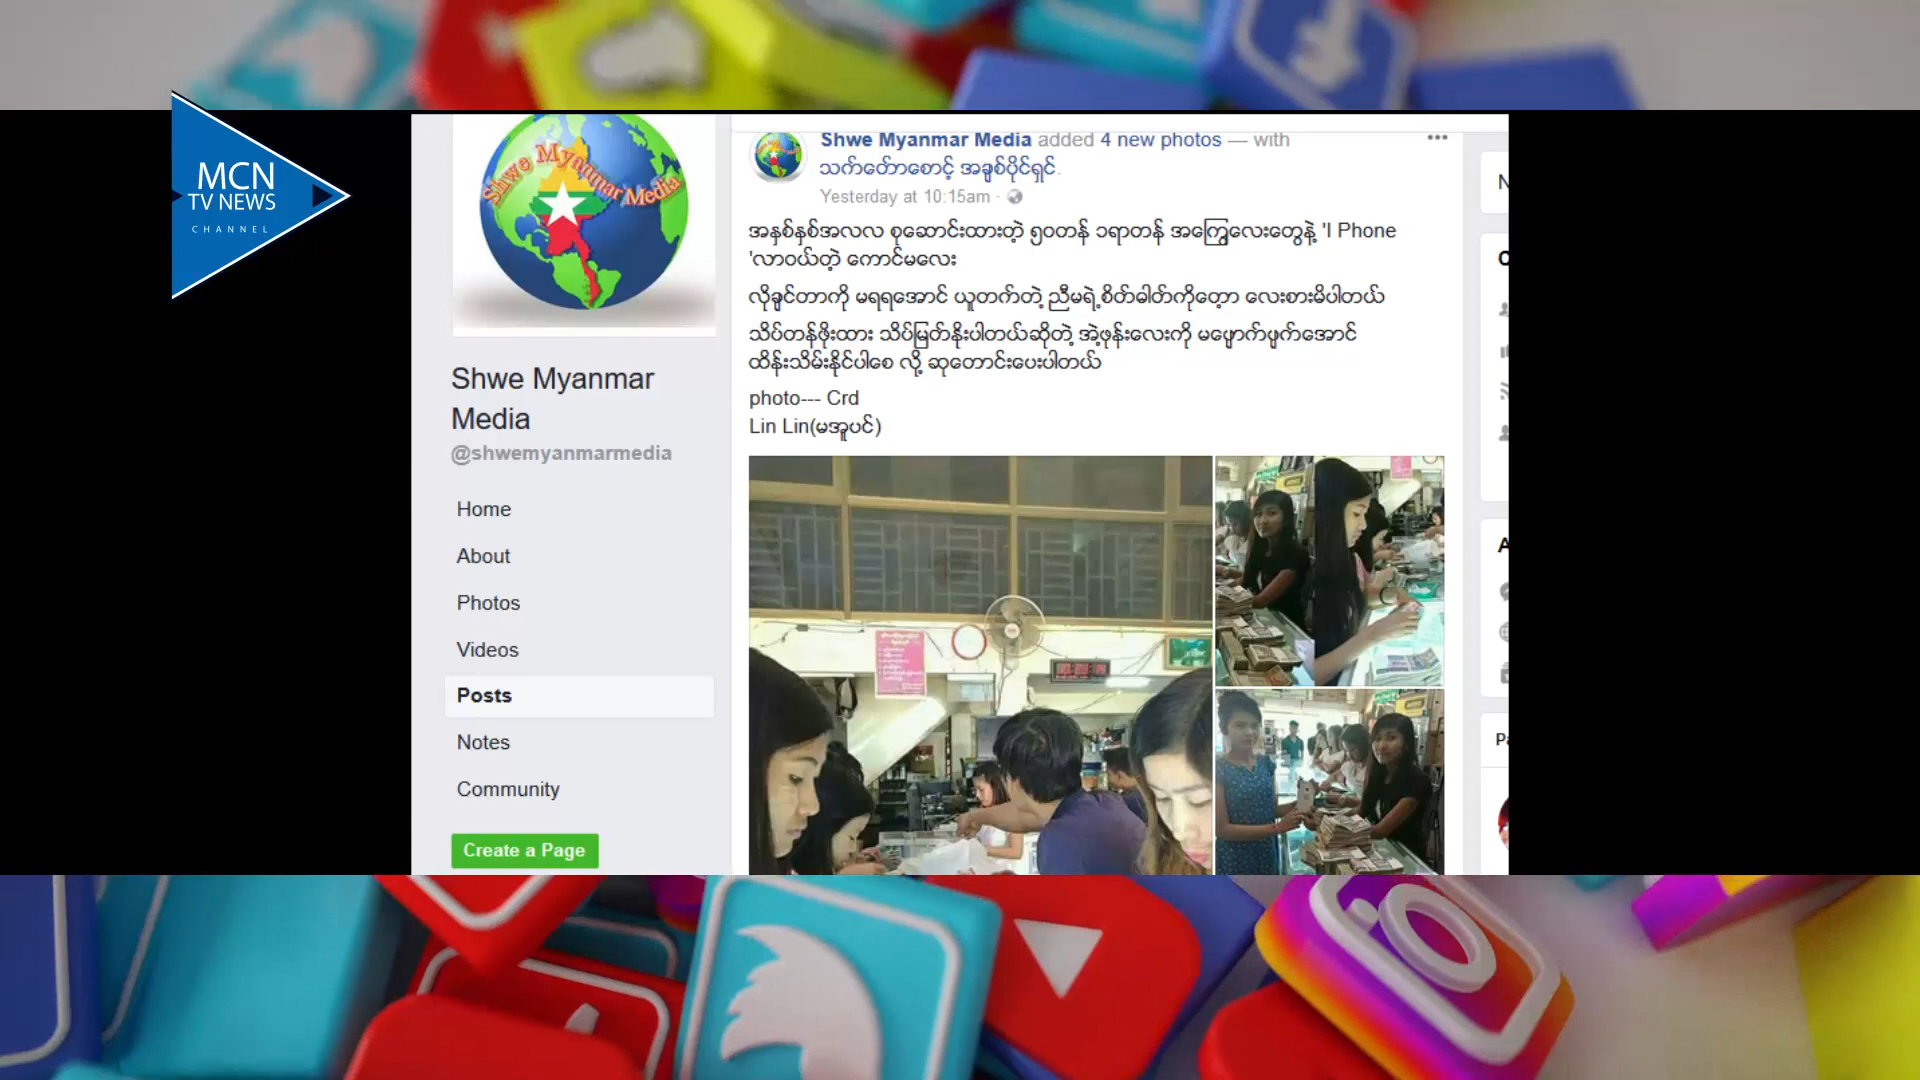 MCN
TV NEWS
CHANNEL
Shwe Myanmar Media
Shwe Myanmar
Media
@shwemyanmarmedia
Home
About
Photos
Videos
Posts
Notes
Community
Create a Page
Shwe Myanmar Media added 4 new photos — with
သက်တော်စောင့် အချစ်ပိုင်ရှင်.
Yesterday at 10:15am ·
အနှစ်နှစ်အလလ စုဆောင်းထားတဲ့ ၅၀တန် ၁ရာတန် အကြွေလေးတွေနဲ့ 'I Phone
'လာဝယ်တဲ့ ကောင်မလေး
လိုချင်တာကို မရရအောင် ယူတက်တဲ့ ညီမရဲ့စိတ်ဓါတ်ကိုတော့ လေးစားမိပါတယ်
သိပ်တန်ဖိုးထား သိပ်မြတ်နိုးပါတယ်ဆိုတဲ့ အဲ့ဖုန်းလေးကို မဖျောက်ဖျက်အောင်
ထိန်းသိမ်းနိုင်ပါစေ လို့ ဆုတောင်းပေးပါတယ်
photo--- Crd
Lin Lin(မအူပင်)